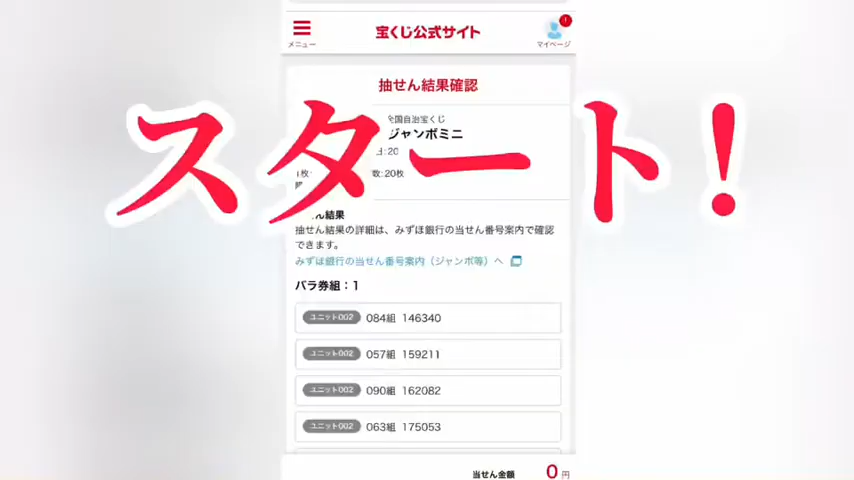 宝くじ公式サイト
メニュー
マイページ
抽せん結果確認
全国自治宝くじ
ジャンボミニ
スタート！
:20
1枚
数:20枚
ん結果
抽せん結果の詳細は、みずほ銀行の当せん番号案内で確認
できます。
みずほ銀行の当せん番号案内（ジャンボ等）へ
バラ券組：1
ユニット002 084組 146340
ユニット002 057組 159211
ユニット002 090組 162082
ユニット002 063組 175053
当せん金額 0 円